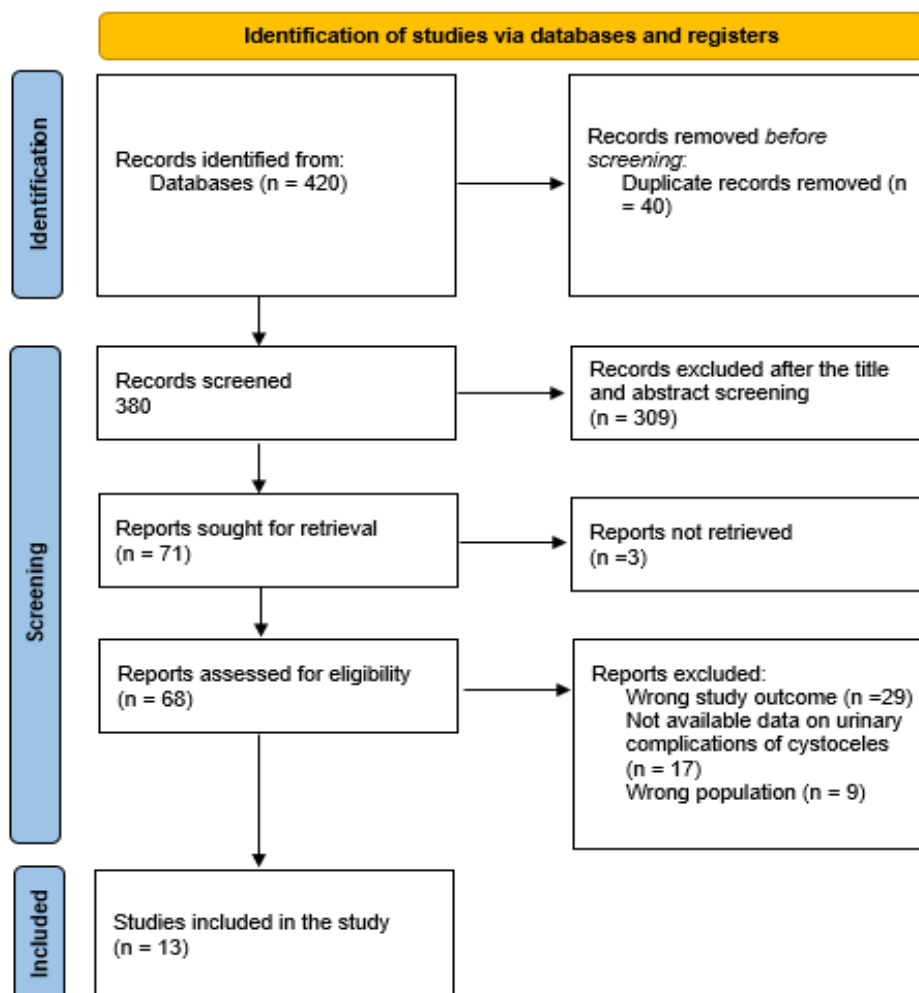 Identification of studies via databases and registers
Identification
Records identified from:
Databases (n = 420)
Records removed before
screening:
Duplicate records removed (n
= 40)
Screening
Records screened
380
Records excluded after the title
and abstract screening
(n = 309)
Reports sought for retrieval
(n = 71)
Reports not retrieved
(n =3)
Reports assessed for eligibility
(n = 68)
Reports excluded:
Wrong study outcome (n =29)
Not available data on urinary
complications of cystoceles
(n = 17)
Wrong population (n = 9)
Included
Studies included in the study
(n = 13)